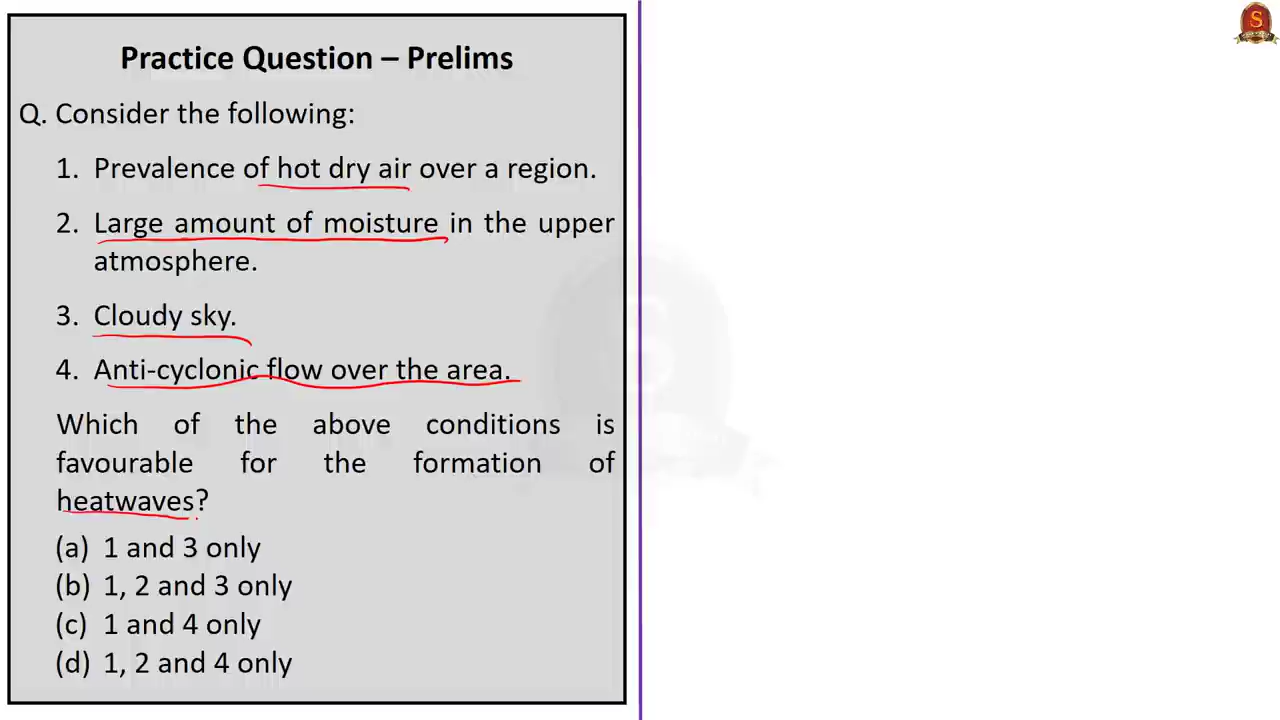 Practice Question – Prelims
Q. Consider the following:
1. Prevalence of hot dry air over a region.
2. Large amount of moisture in the upper
atmosphere.
3. Cloudy sky.
4. Anti-cyclonic flow over the area.
Which of the above conditions is
favourable for the formation of
heatwaves?
(a) 1 and 3 only
(b) 1, 2 and 3 only
(c) 1 and 4 only
(d) 1, 2 and 4 only
S